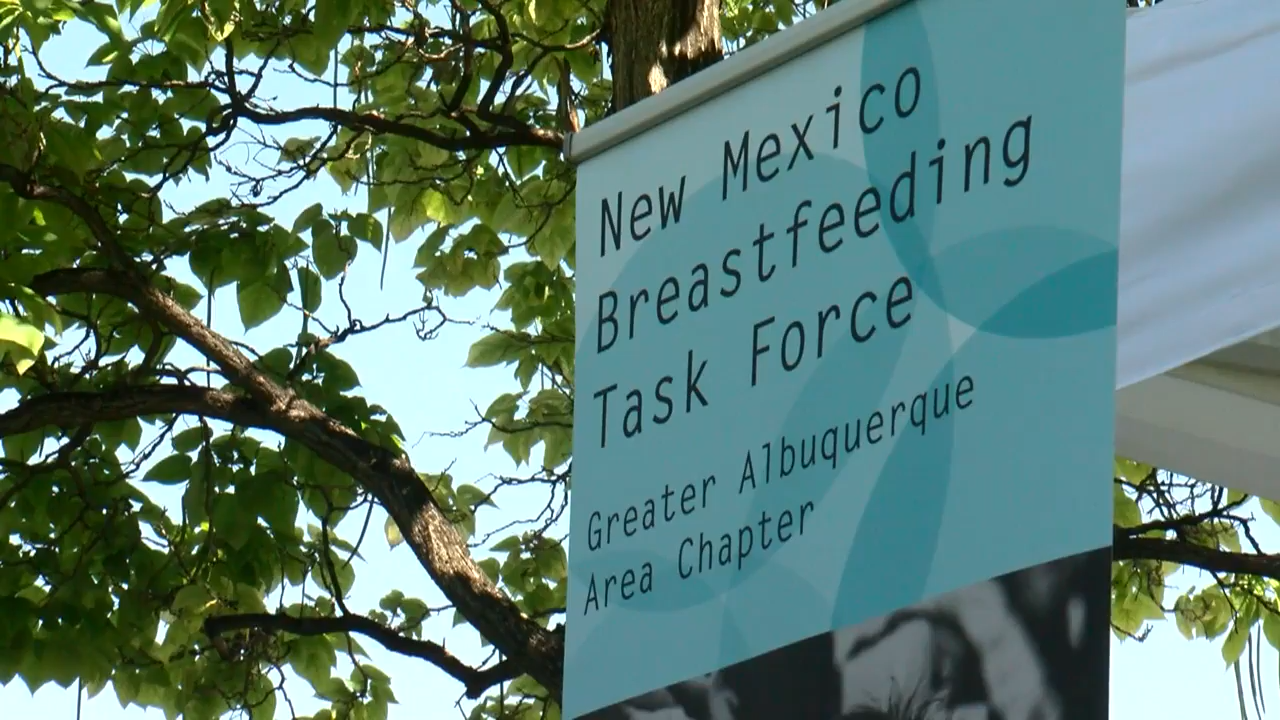 New Mexico
Breastfeeding
Task Force
Greater Albuquerque
Area Chapter